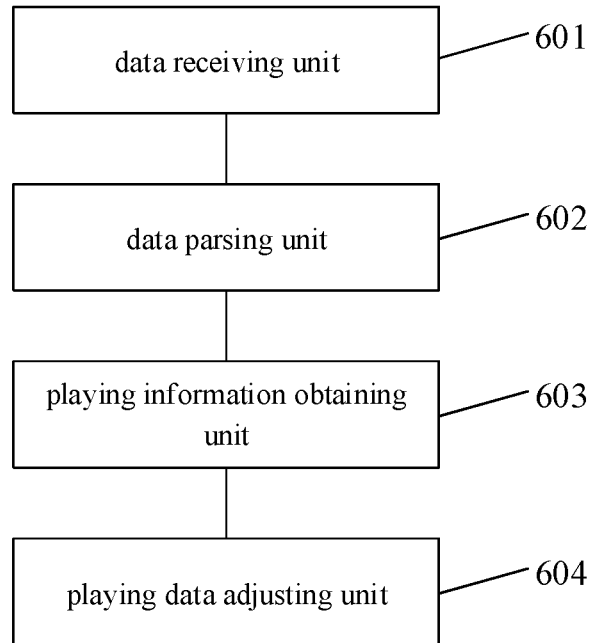 data receiving unit
601
data parsing unit
602
playing information obtaining
unit
603
playing data adjusting unit
604